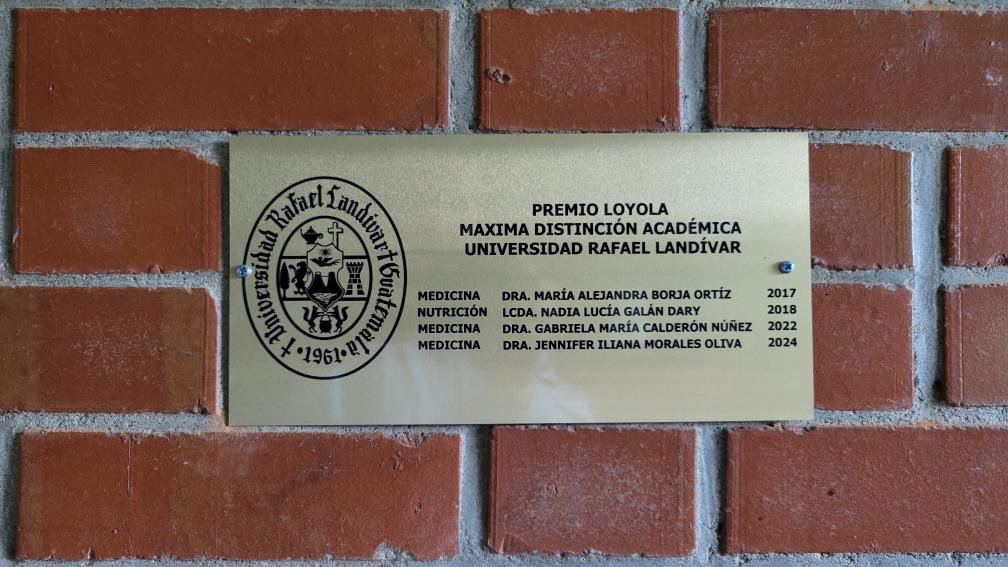 † Universidad Rafael Landívar † Guatemala • 1961 •
PREMIO LOYOLA
MAXIMA DISTINCIÓN ACADÉMICA
UNIVERSIDAD RAFAEL LANDÍVAR
MEDICINA DRA. MARÍA ALEJANDRA BORJA ORTÍZ 2017
NUTRICIÓN LCDA. NADIA LUCÍA GALÁN DARY 2018
MEDICINA DRA. GABRIELA MARÍA CALDERÓN NÚÑEZ 2022
MEDICINA DRA. JENNIFER ILIANA MORALES OLIVA 2024